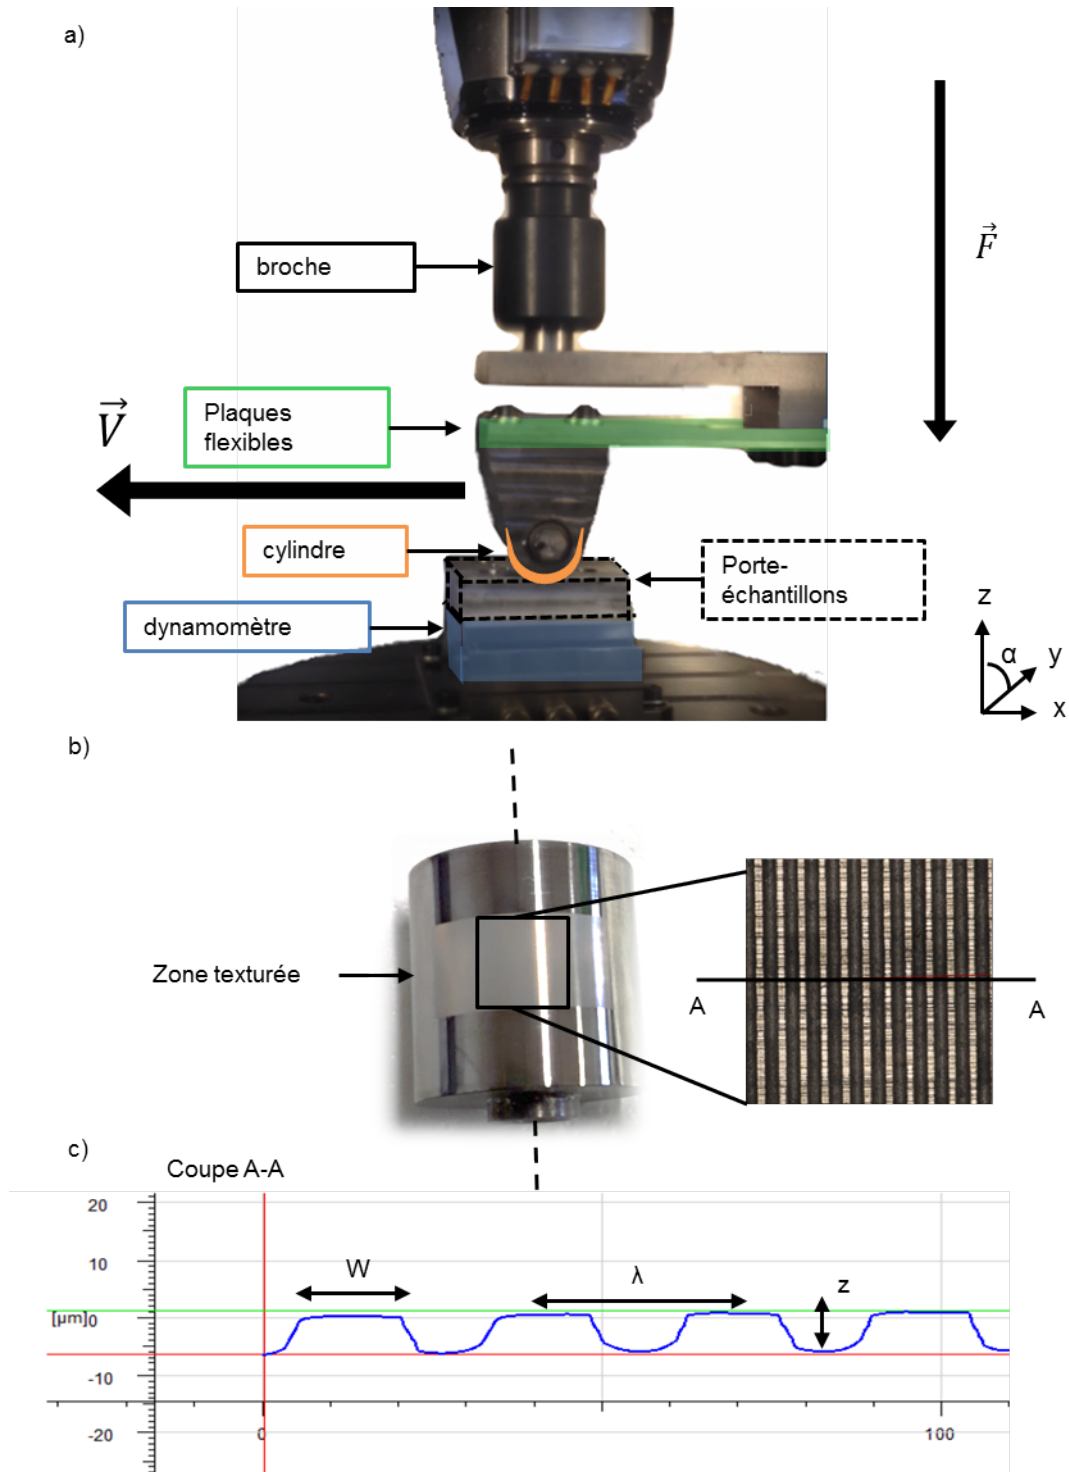 a)
F
broche
V
Plaques
flexibles
cylindre
Porte-
échantillons
dynamomètre
z
α
y
x
b)
Zone texturée
A
A
c)
Coupe A-A
20
10
W
λ
z
[µm]0
-10
-20
0
100